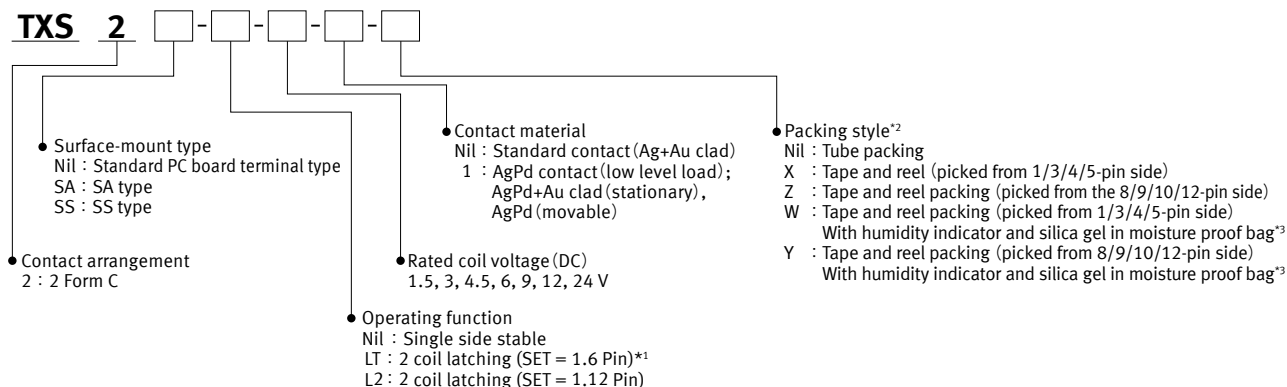 TXS 2 - - - -
Surface-mount type
Nil : Standard PC board terminal type
SA : SA type
SS : SS type
Contact arrangement
2 : 2 Form C
Operating function
Nil : Single side stable
LT : 2 coil latching (SET = 1.6 Pin)*1
L2 : 2 coil latching (SET = 1.12 Pin)
Rated coil voltage (DC)
1.5, 3, 4.5, 6, 9, 12, 24 V
Contact material
Nil : Standard contact (Ag+Au clad)
1 : AgPd contact (low level load);
AgPd+Au clad (stationary),
AgPd (movable)
Packing style*2
Nil : Tube packing
X : Tape and reel (picked from 1/3/4/5-pin side)
Z : Tape and reel packing (picked from the 8/9/10/12-pin side)
W : Tape and reel packing (picked from 1/3/4/5-pin side)
With humidity indicator and silica gel in moisture proof bag*3
Y : Tape and reel packing (picked from 8/9/10/12-pin side)
With humidity indicator and silica gel in moisture proof bag*3